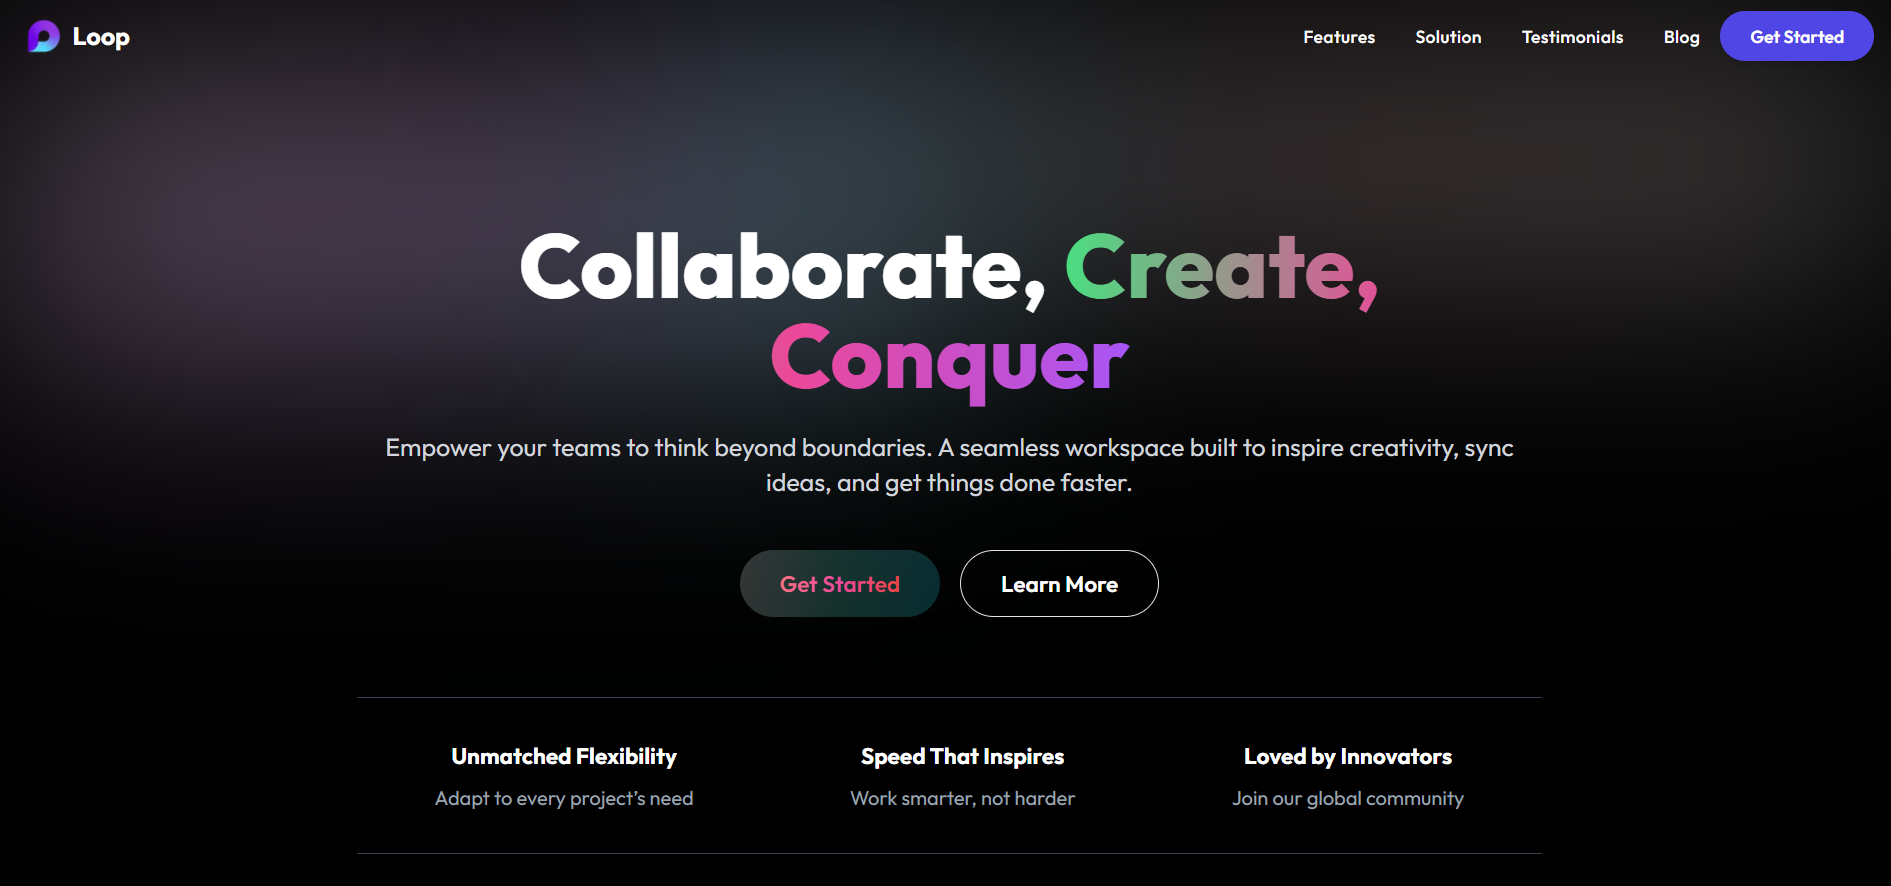 Loop
Features
Solution
Testimonials
Blog
Get Started
Collaborate, Create,
Conquer
Empower your teams to think beyond boundaries. A seamless workspace built to inspire creativity, sync
ideas, and get things done faster.
Get Started
Learn More
Unmatched Flexibility
Adapt to every project’s need
Speed That Inspires
Work smarter, not harder
Loved by Innovators
Join our global community